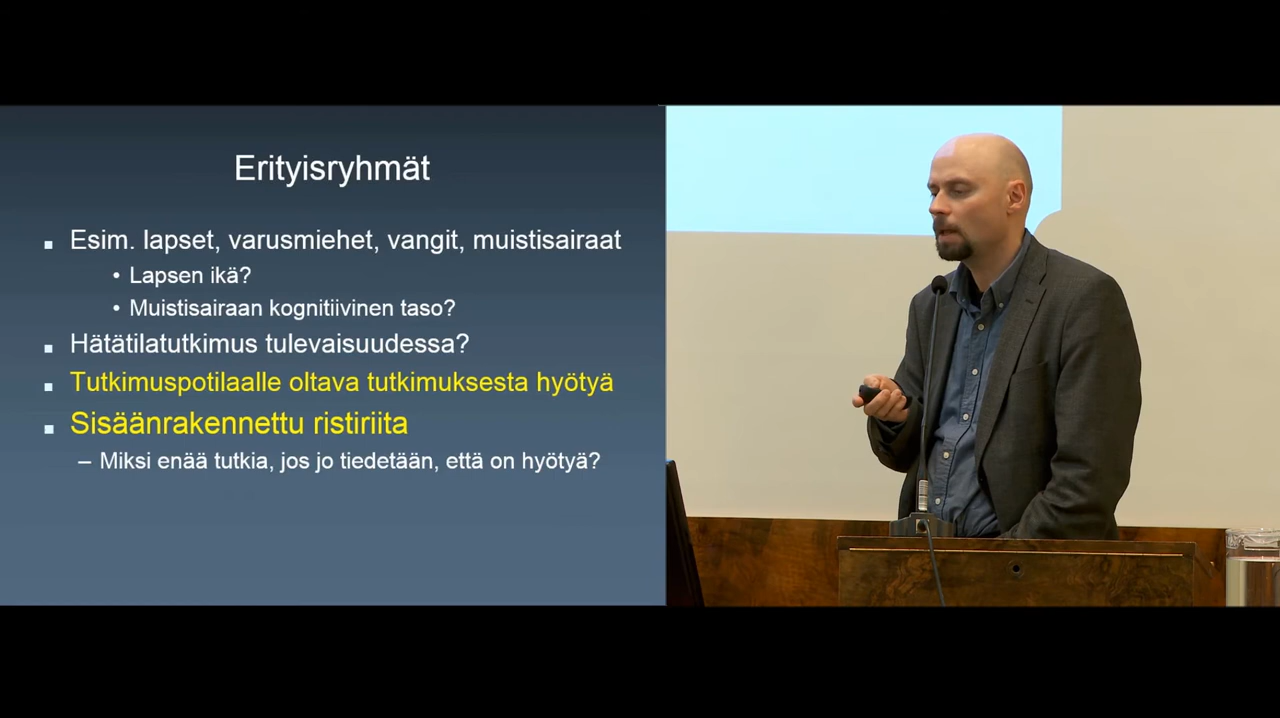 Erityisryhmät
▪ Esim. lapset, varusmiehet, vangit, muistisairaat
• Lapsen ikä?
• Muistisairaan kognitiivinen taso?
▪ Hätätilatutkimus tulevaisuudessa?
▪ Tutkimuspotilaalle oltava tutkimuksesta hyötyä
▪ Sisäänrakennettu ristiriita
– Miksi enää tutkia, jos jo tiedetään, että on hyötyä?